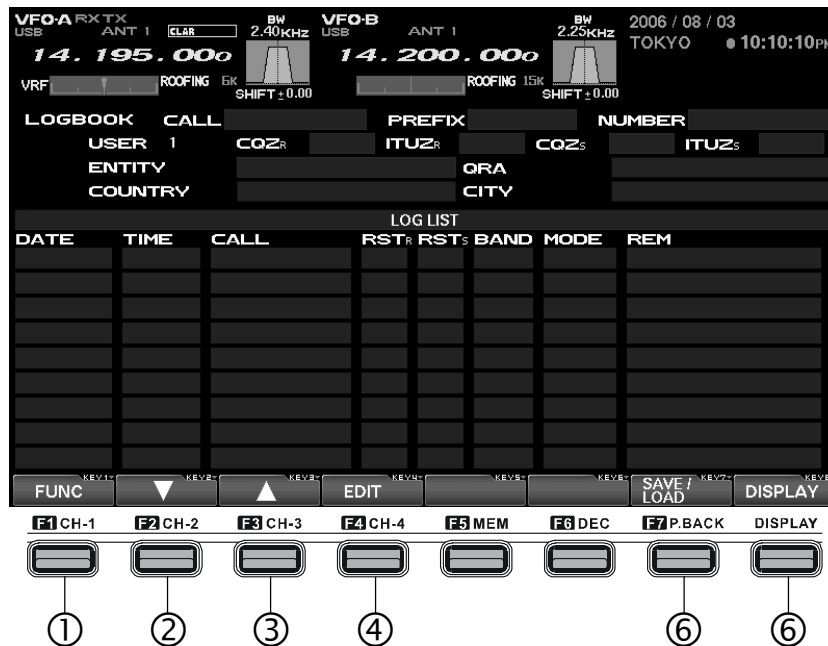 VFO-A RX TX BW VFO-B BW 2006 / 08 / 03
USB ANT 1 CLAR 2.40KHz USB ANT 1 2.25KHz TOKYO 10:10:10PM
14.195.000 14.200.000
VRF ROOFING 6K ROOFING 15K
SHIFT±0.00 SHIFT±0.00
LOGBOOK CALL PREFIX NUMBER
USER 1 CQZR ITUZR CQZS ITUZS
ENTITY QRA
COUNTRY CITY
LOG LIST
DATE TIME CALL RSTR RSTS BAND MODE REM
KEY1 KEY2 KEY3 KEY4 KEY5 KEY6 KEY7 KEY8
FUNC ▼ ▲ EDIT SAVE / LOAD DISPLAY
F1 CH-1 F2 CH-2 F3 CH-3 F4 CH-4 F5 MEM F6 DEC F7 P.BACK DISPLAY
① ② ③ ④ ⑥ ⑥